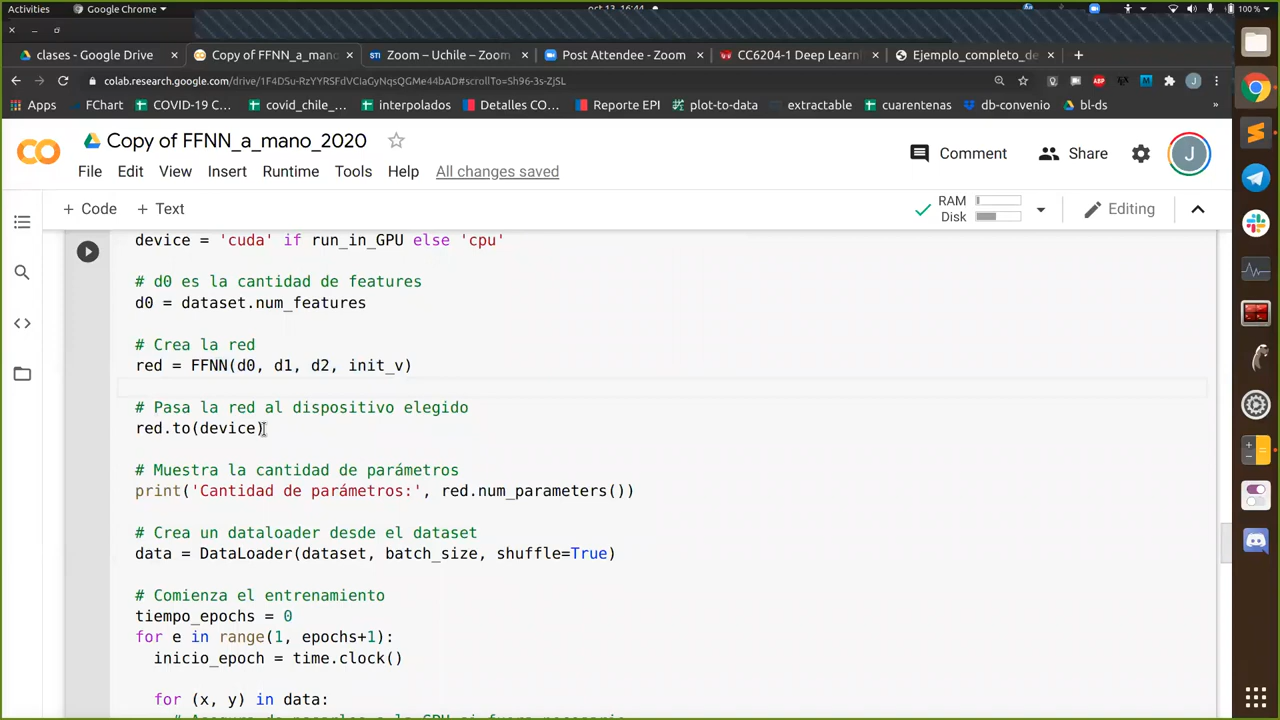 Activities Google Chrome oct 13, 16:44 100 %
clases - Google Drive Copy of FFNN_a_mano_ Zoom – Uchile – Zoom Post Attendee - Zoom CC6204-1 Deep Learni Ejemplo_completo_de
colab.research.google.com/drive/1F4DSu-RzYYRSFdVClaGyNqsQGMe44bAD#scrollTo=Sh96-3s-ZjSL
Apps FChart COVID-19 C... covid_chile_... interpolados Detalles CO... Reporte EPI plot-to-data extractable cuarentenas db-convenio bl-ds »
Copy of FFNN_a_mano_2020
Comment Share J
File Edit View Insert Runtime Tools Help All changes saved
+ Code + Text RAM Disk Editing
device = 'cuda' if run_in_GPU else 'cpu'
# d0 es la cantidad de features
d0 = dataset.num_features
# Crea la red
red = FFNN(d0, d1, d2, init_v)
# Pasa la red al dispositivo elegido
red.to(device)
# Muestra la cantidad de parámetros
print('Cantidad de parámetros:', red.num_parameters())
# Crea un dataloader desde el dataset
data = DataLoader(dataset, batch_size, shuffle=True)
# Comienza el entrenamiento
tiempo_epochs = 0
for e in range(1, epochs+1):
inicio_epoch = time.clock()
for (x, y) in data: